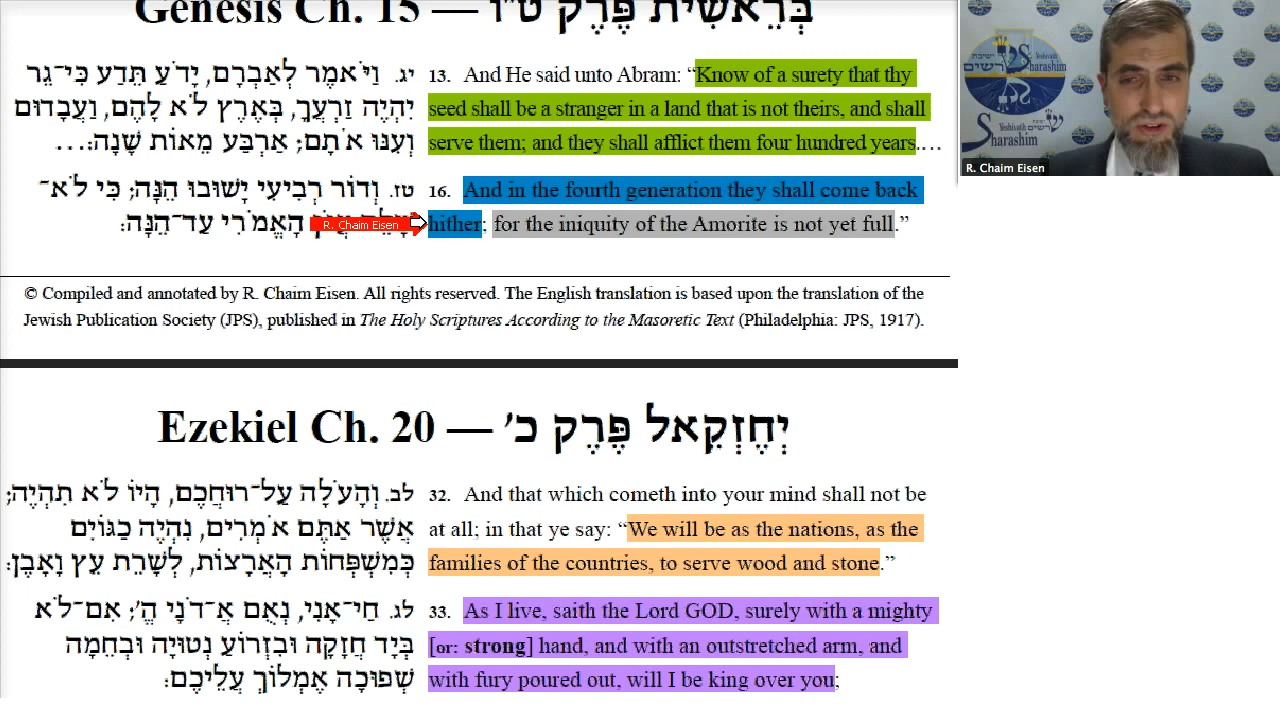 Genesis Ch. 15 — בְּרֵאשִׁית פֶּרֶק ט״ו
יג. וַיֹּאמֶר לְאַבְרָם, יָדֹעַ תֵּדַע כִּי־גֵר
יִהְיֶה זַרְעֲךָ, בְּאֶרֶץ לֹא לָהֶם, וַעֲבָדוּם
וְעִנּוּ אֹתָם; אַרְבַּע מֵאוֹת שָׁנָה:...
13. And He said unto Abram: “Know of a surety that thy
seed shall be a stranger in a land that is not theirs, and shall
serve them; and they shall afflict them four hundred years....
טז. וְדוֹר רְבִיעִי יָשׁוּבוּ הֵנָּה; כִּי לֹא־
הָאֱמֹרִי עַד־הֵנָּה:
16. And in the fourth generation they shall come back
hither; for the iniquity of the Amorite is not yet full.”
R. Chaim Eisen
© Compiled and annotated by R. Chaim Eisen. All rights reserved. The English translation is based upon the translation of the
Jewish Publication Society (JPS), published in The Holy Scriptures According to the Masoretic Text (Philadelphia: JPS, 1917).
Ezekiel Ch. 20 — יְחֶזְקֵאל פֶּרֶק כ׳
לב. וְהָעֹלָה עַל־רוּחֲכֶם, הָיוֹ לֹא תִהְיֶה;
אֲשֶׁר אַתֶּם אֹמְרִים, נִהְיֶה כַגּוֹיִם
כְּמִשְׁפְּחוֹת הָאֲרָצוֹת, לְשָׁרֵת עֵץ וָאָבֶן:
32. And that which cometh into your mind shall not be
at all; in that ye say: “We will be as the nations, as the
families of the countries, to serve wood and stone.”
לג. חַי־אָנִי, נְאֻם אֲ־דֹנָי הֱ׳; אִם־לֹא
בְּיָד חֲזָקָה וּבִזְרוֹעַ נְטוּיָה וּבְחֵמָה
שְׁפוּכָה אֶמְלוֹךְ עֲלֵיכֶם:
33. As I live, saith the Lord GOD, surely with a mighty
[or: strong] hand, and with an outstretched arm, and
with fury poured out, will I be king over you;
Yeshivath
Sharashim
ישיבת
שרשים
Yeshivath
Sharashim
R. Chaim Eisen